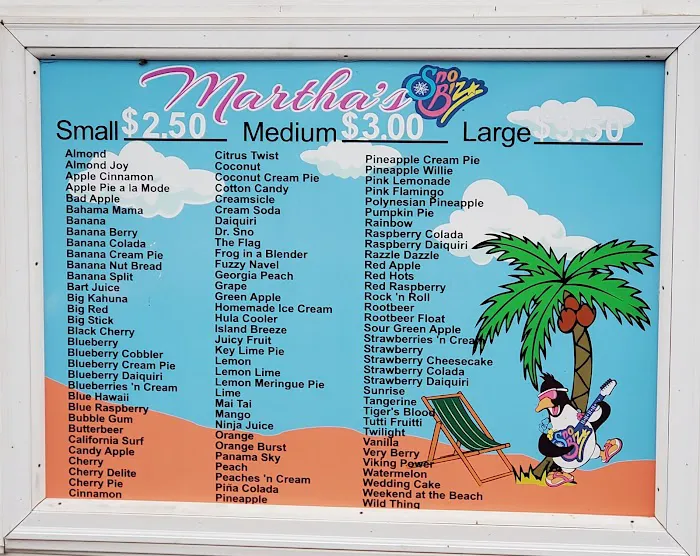 Martha's Sno Biz
Small $2.50 Medium $3.00 Large $3.50
Almond
Almond Joy
Apple Cinnamon
Apple Pie a la Mode
Bad Apple
Bahama Mama
Banana
Banana Berry
Banana Colada
Banana Cream Pie
Banana Nut Bread
Banana Split
Bart Juice
Big Kahuna
Big Red
Big Stick
Black Cherry
Blueberry
Blueberry Cobbler
Blueberry Cream Pie
Blueberry Daiquiri
Blueberries 'n Cream
Blue Hawaii
Blue Raspberry
Bubble Gum
Butterbeer
California Surf
Candy Apple
Cherry
Cherry Delite
Cherry Pie
Cinnamon
Citrus Twist
Coconut
Coconut Cream Pie
Cotton Candy
Creamsicle
Cream Soda
Daiquiri
Dr. Sno
The Flag
Frog in a Blender
Fuzzy Navel
Georgia Peach
Grape
Green Apple
Homemade Ice Cream
Hula Cooler
Island Breeze
Juicy Fruit
Key Lime Pie
Lemon
Lemon Lime
Lemon Meringue Pie
Lime
Mai Tai
Mango
Ninja Juice
Orange
Orange Burst
Panama Sky
Peach
Peaches 'n Cream
Piña Colada
Pineapple
Pineapple Cream Pie
Pineapple Willie
Pink Lemonade
Pink Flamingo
Polynesian Pineapple
Pumpkin Pie
Rainbow
Raspberry Colada
Raspberry Daiquiri
Razzle Dazzle
Red Apple
Red Hots
Red Raspberry
Rock 'n Roll
Rootbeer
Rootbeer Float
Sour Green Apple
Strawberries 'n Cream
Strawberry
Strawberry Cheesecake
Strawberry Colada
Strawberry Daiquiri
Sunrise
Tangerine
Tiger's Blood
Tutti Fruitti
Twilight
Vanilla
Very Berry
Viking Power
Watermelon
Wedding Cake
Weekend at the Beach
Wild Thing
Sno Biz